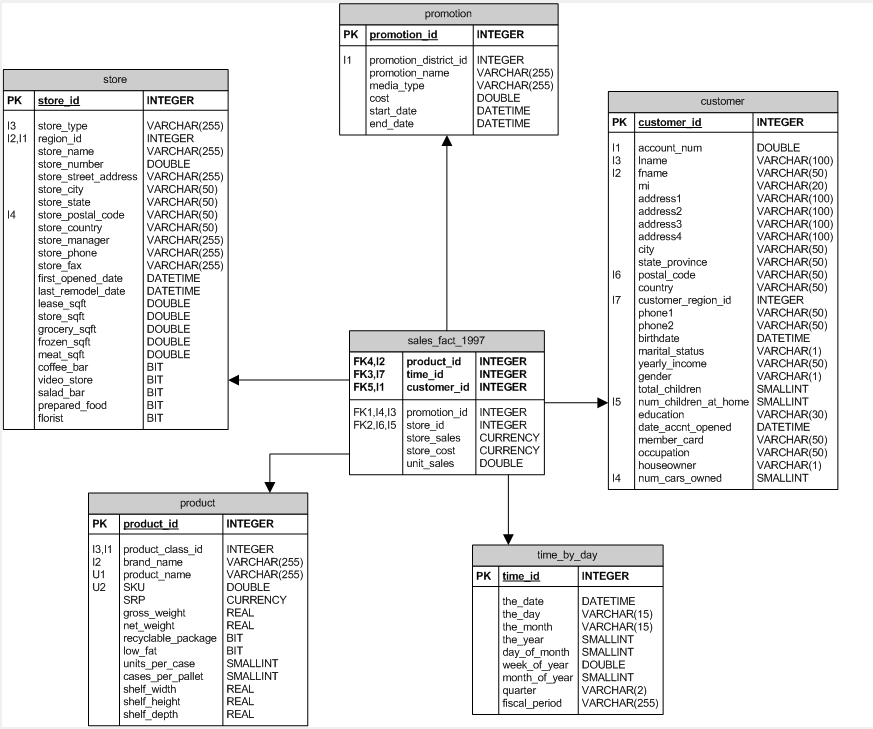 promotion
PK promotion_id INTEGER
I1 promotion_district_id INTEGER
promotion_name VARCHAR(255)
media_type VARCHAR(255)
cost DOUBLE
start_date DATETIME
end_date DATETIME
store
PK store_id INTEGER
I3 store_type VARCHAR(255)
I2,I1 region_id INTEGER
store_name VARCHAR(255)
store_number DOUBLE
store_street_address VARCHAR(255)
store_city VARCHAR(50)
store_state VARCHAR(50)
I4 store_postal_code VARCHAR(50)
store_country VARCHAR(50)
store_manager VARCHAR(255)
store_phone VARCHAR(255)
store_fax VARCHAR(255)
first_opened_date DATETIME
last_remodel_date DATETIME
lease_sqft DOUBLE
store_sqft DOUBLE
grocery_sqft DOUBLE
frozen_sqft DOUBLE
meat_sqft DOUBLE
coffee_bar BIT
video_store BIT
salad_bar BIT
prepared_food BIT
florist BIT
customer
PK customer_id INTEGER
I1 account_num DOUBLE
I3 lname VARCHAR(100)
I2 fname VARCHAR(50)
mi VARCHAR(20)
address1 VARCHAR(100)
address2 VARCHAR(100)
address3 VARCHAR(100)
address4 VARCHAR(100)
city VARCHAR(50)
state_province VARCHAR(50)
I6 postal_code VARCHAR(50)
country VARCHAR(50)
I7 customer_region_id INTEGER
phone1 VARCHAR(50)
phone2 VARCHAR(50)
birthdate DATETIME
marital_status VARCHAR(1)
yearly_income VARCHAR(50)
gender VARCHAR(1)
total_children SMALLINT
I5 num_children_at_home SMALLINT
education VARCHAR(30)
date_accnt_opened DATETIME
member_card VARCHAR(50)
occupation VARCHAR(50)
houseowner VARCHAR(1)
I4 num_cars_owned SMALLINT
sales_fact_1997
FK4,I2 product_id INTEGER
FK3,I7 time_id INTEGER
FK5,I1 customer_id INTEGER
FK1,I4,I3 promotion_id INTEGER
FK2,I6,I5 store_id INTEGER
store_sales CURRENCY
store_cost CURRENCY
unit_sales DOUBLE
product
PK product_id INTEGER
I3,I1 product_class_id INTEGER
I2 brand_name VARCHAR(255)
U1 product_name VARCHAR(255)
U2 SKU DOUBLE
SRP CURRENCY
gross_weight REAL
net_weight REAL
recyclable_package BIT
low_fat BIT
units_per_case SMALLINT
cases_per_pallet SMALLINT
shelf_width REAL
shelf_height REAL
shelf_depth REAL
time_by_day
PK time_id INTEGER
the_date DATETIME
the_day VARCHAR(15)
the_month VARCHAR(15)
the_year SMALLINT
day_of_month SMALLINT
week_of_year DOUBLE
month_of_year SMALLINT
quarter VARCHAR(2)
fiscal_period VARCHAR(255)